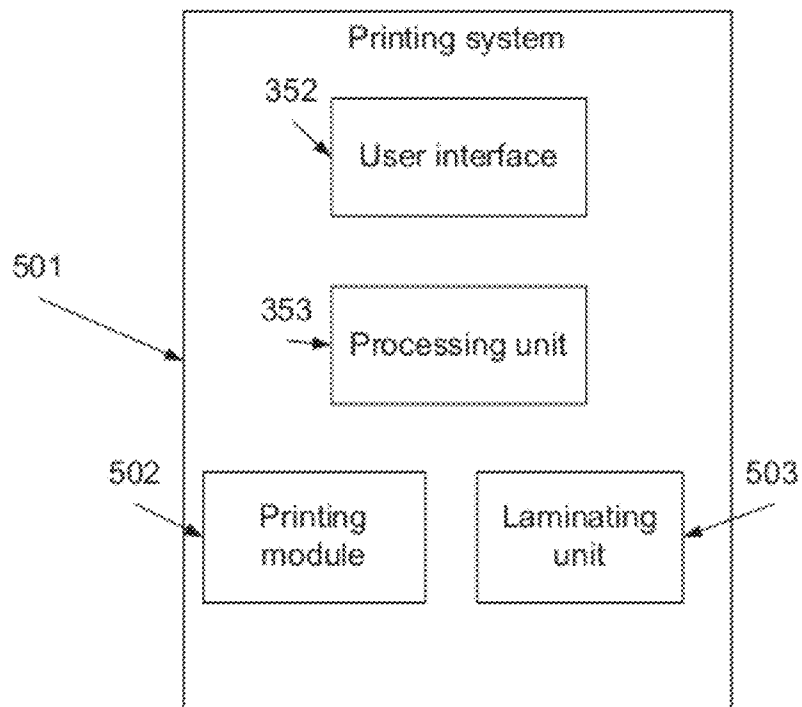 Printing system
352
User interface
501
353
Processing unit
502
503
Printing
module
Laminating
unit